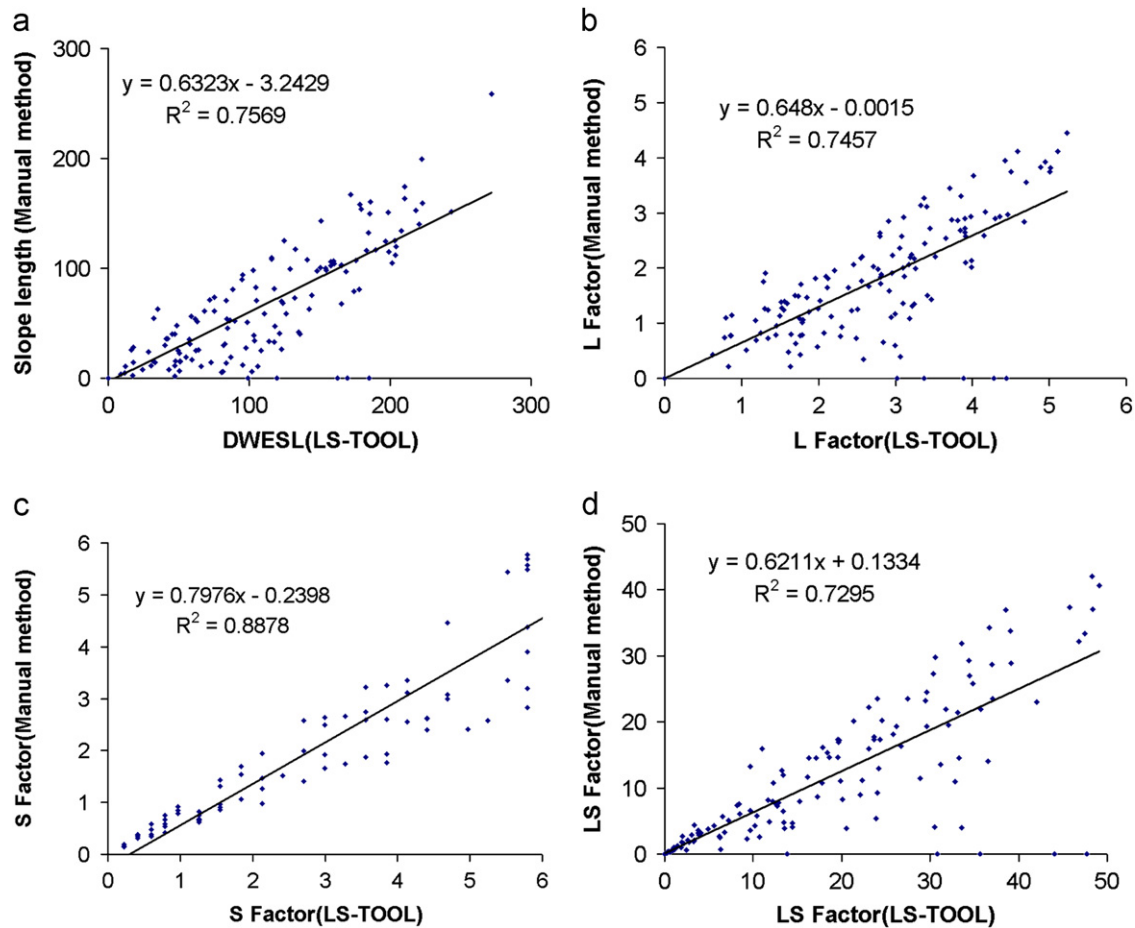 a
300
200
100
0
0
100
200
300
y = 0.6323x - 3.2429
R² = 0.7569
Slope length (Manual method)
DWESL(LS-TOOL)
b
6
5
4
3
2
1
0
0
1
2
3
4
5
6
y = 0.648x - 0.0015
R² = 0.7457
L Factor(Manual method)
L Factor(LS-TOOL)
c
6
5
4
3
2
1
0
0
1
2
3
4
5
6
y = 0.7976x - 0.2398
R² = 0.8878
S Factor(Manual method)
S Factor(LS-TOOL)
d
50
40
30
20
10
0
0
10
20
30
40
50
y = 0.6211x + 0.1334
R² = 0.7295
LS Factor(Manual method)
LS Factor(LS-TOOL)